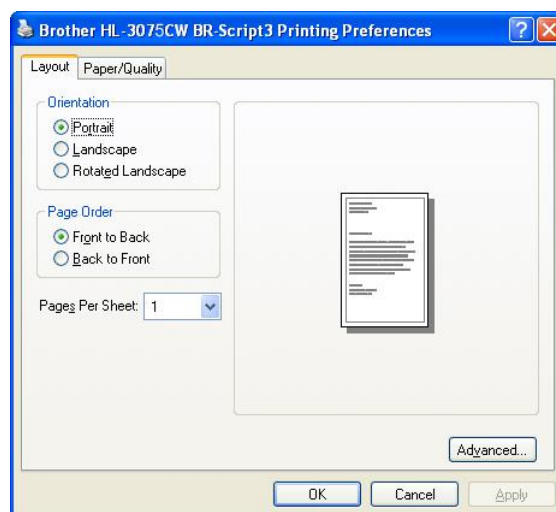 Brother HL-3075CW BR-Script3 Printing Preferences
Layout
Paper/Quality
Orientation
Portrait
Landscape
Rotated Landscape
Page Order
Front to Back
Back to Front
Pages Per Sheet: 1
Advanced...
OK
Cancel
Apply